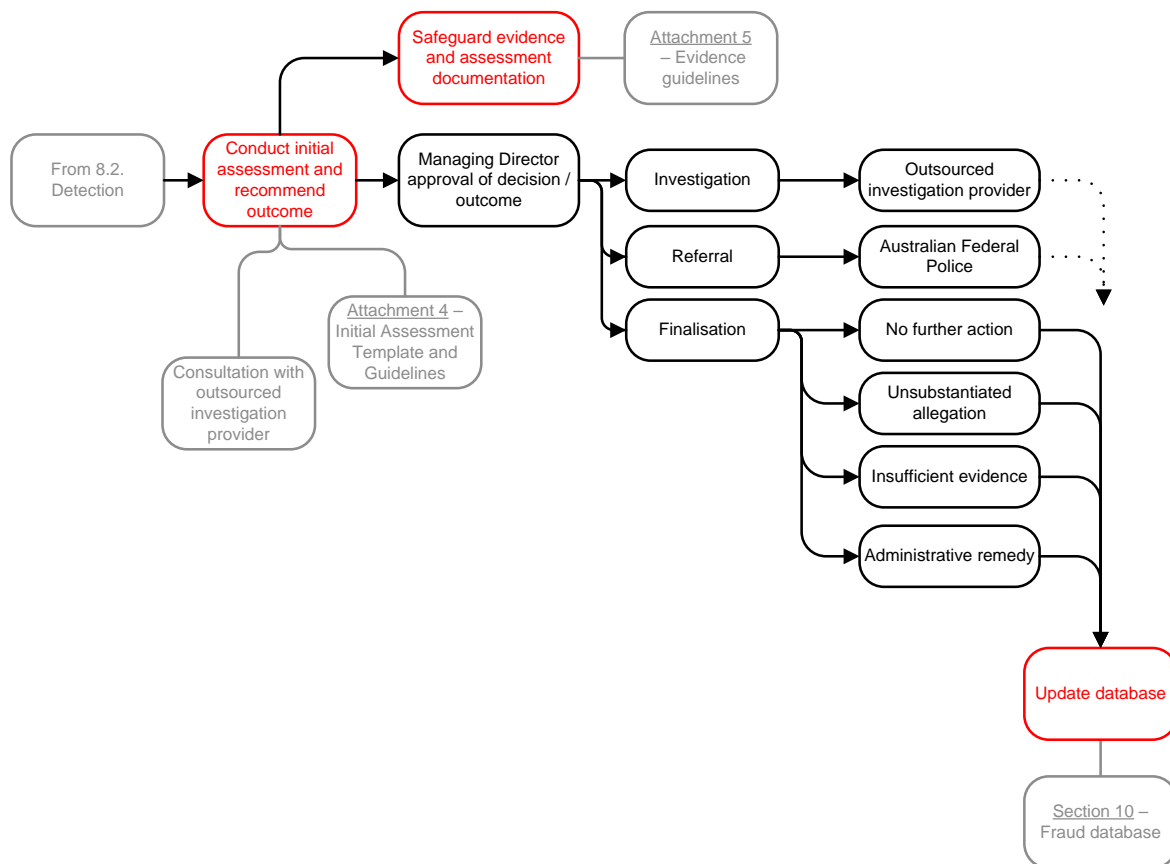 Safeguard evidence
and assessment
documentation
Attachment 5
– Evidence
guidelines
From 8.2.
Detection
Conduct initial
assessment and
recommend
outcome
Managing Director
approval of decision /
outcome
Investigation
Outsourced
investigation provider
Referral
Australian Federal
Police
Attachment 4 –
Initial Assessment
Template and
Guidelines
Finalisation
No further action
Consultation with
outsourced
investigation
provider
Unsubstantiated
allegation
Insufficient evidence
Administrative remedy
Update database
Section 10 –
Fraud database